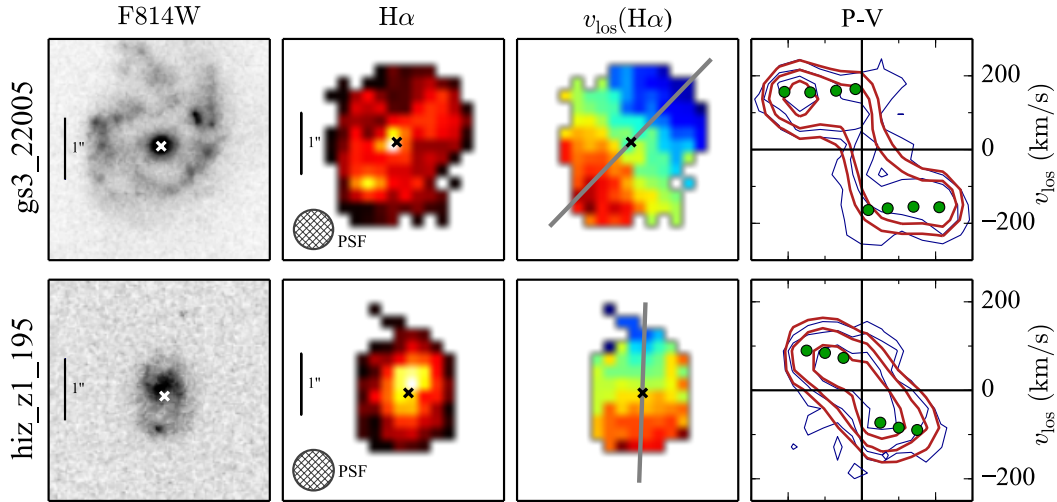 F814W Hα v_los(Hα) P-V
gs3_22005
1"
1"
PSF
200
0
−200
v_los (km/s)
hiz_z1_195
1"
1"
PSF
200
0
−200
v_los (km/s)